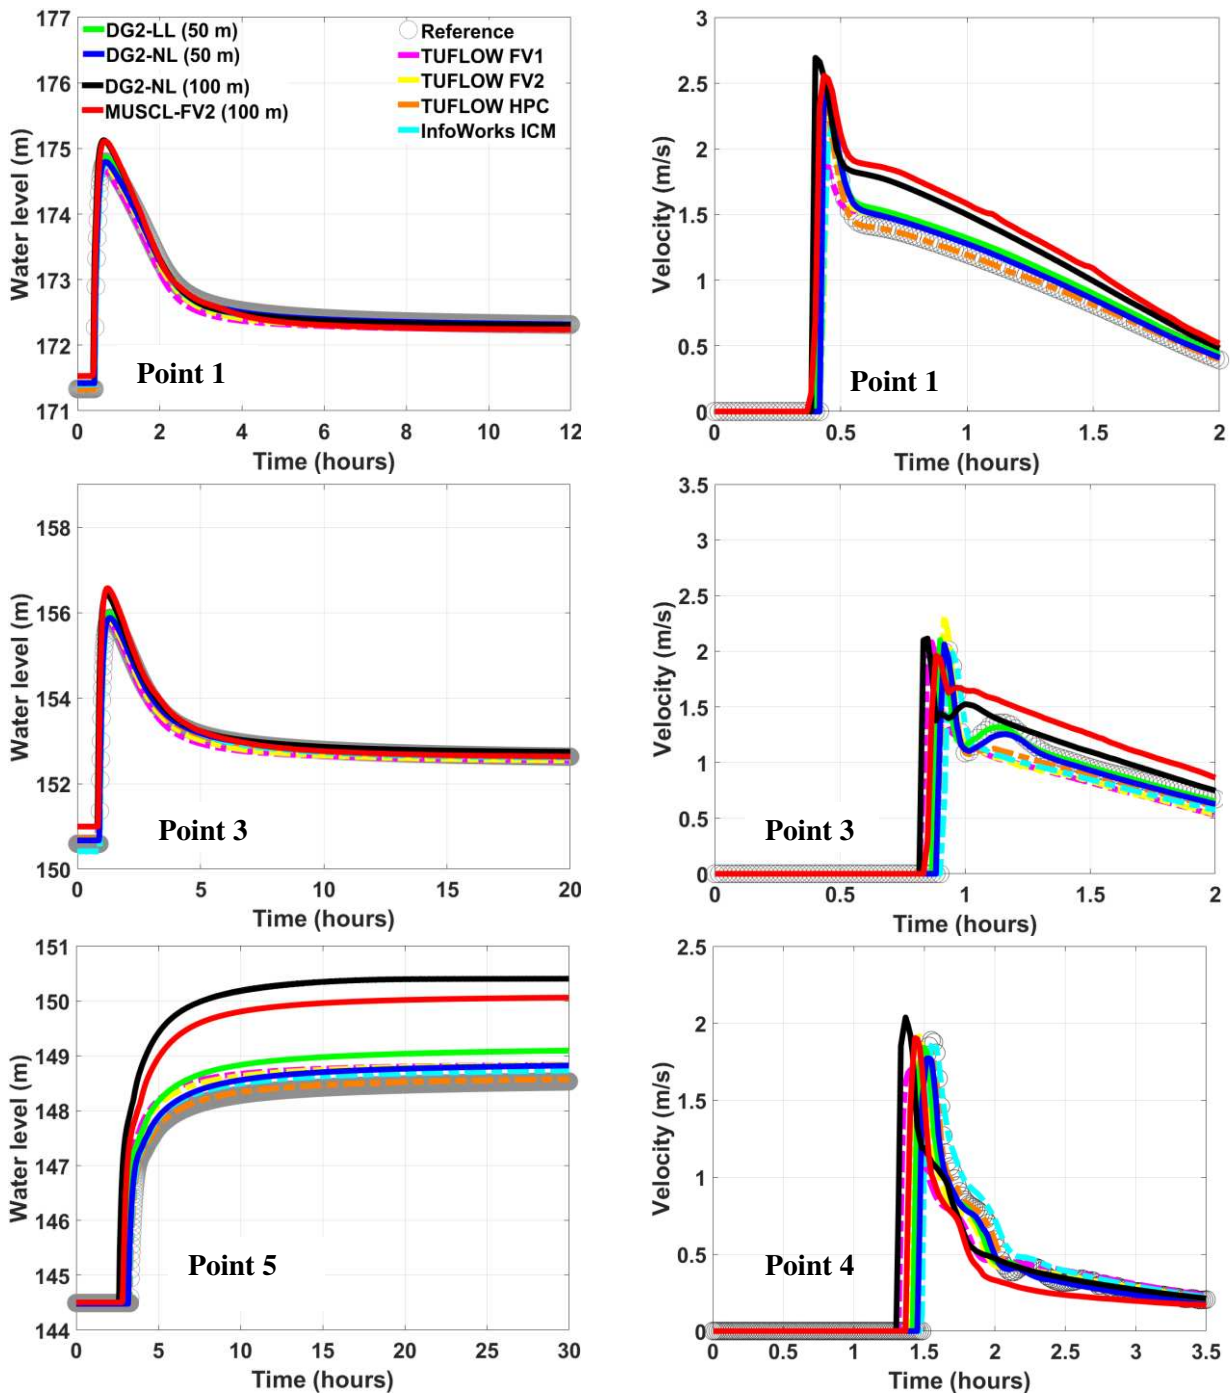 177
176
175
174
173
172
171
Water level (m)
DG2-LL (50 m)
DG2-NL (50 m)
DG2-NL (100 m)
MUSCL-FV2 (100 m)
Reference
TUFLOW FV1
TUFLOW FV2
TUFLOW HPC
InfoWorks ICM
Point 1
0 2 4 6 8 10 12
Time (hours)
3
2.5
2
1.5
1
0.5
0
Velocity (m/s)
Point 1
0 0.5 1 1.5 2
Time (hours)
158
156
154
152
150
Water level (m)
Point 3
0 5 10 15 20
Time (hours)
3.5
3
2.5
2
1.5
1
0.5
0
Velocity (m/s)
Point 3
0 0.5 1 1.5 2
Time (hours)
151
150
149
148
147
146
145
144
Water level (m)
Point 5
0 5 10 15 20 25 30
Time (hours)
2.5
2
1.5
1
0.5
0
Velocity (m/s)
Point 4
0 0.5 1 1.5 2 2.5 3 3.5
Time (hours)